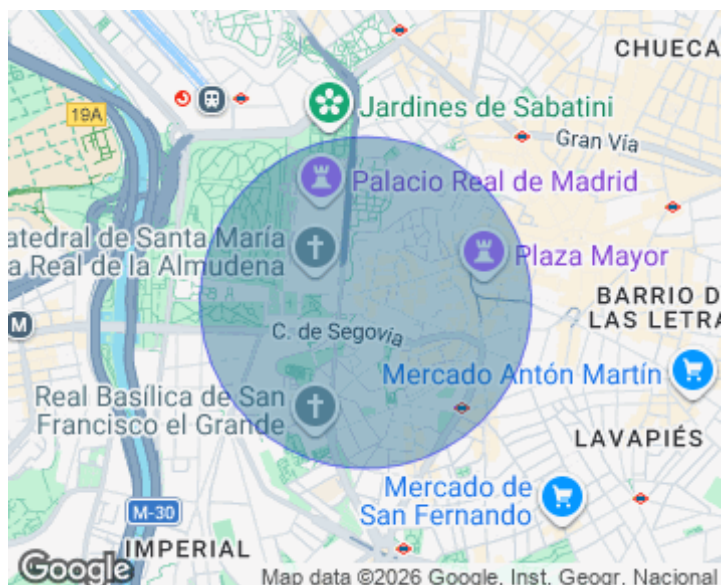 CHUECA
Jardines de Sabatini
19A
Gran Vía
Palacio Real de Madrid
atedral de Santa María
a Real de la Almudena
Plaza Mayor
BARRIO D
LAS LETRA
M
C. de Segovia
Mercado Antón Martín
Real Basílica de San
Francisco el Grande
LAVAPIÉS
Mercado de
San Fernando
M-30
IMPERIAL
Google
Map data ©2026 Google, Inst. Geogr. Nacional